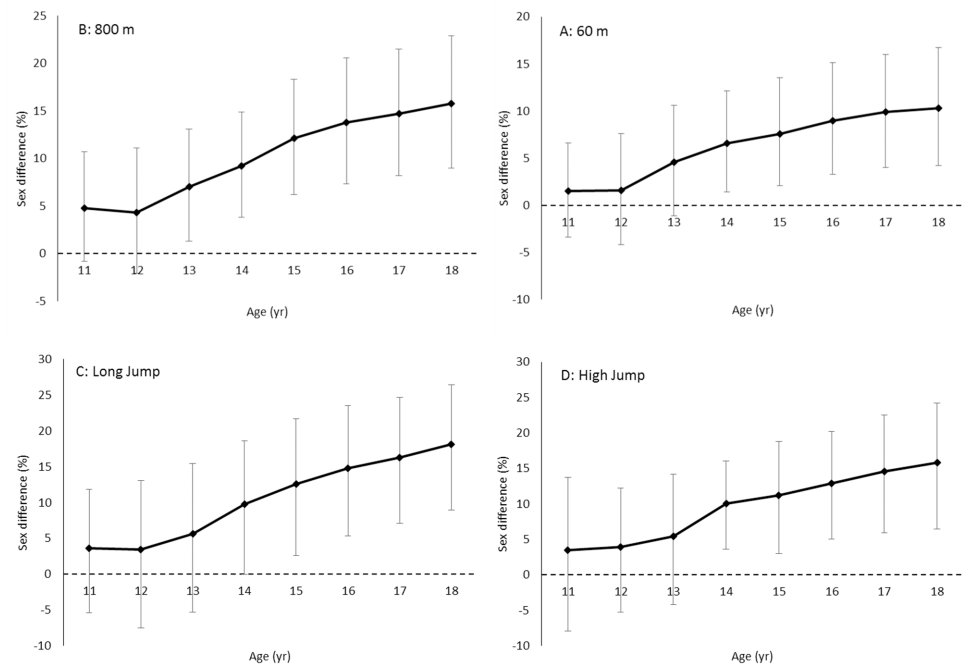 B: 800 m
Sex difference (%)
25
20
15
10
5
0
-5
11 12 13 14 15 16 17 18
Age (yr)
A: 60 m
Sex difference (%)
20
15
10
5
0
-5
-10
11 12 13 14 15 16 17 18
Age (yr)
C: Long Jump
Sex difference (%)
30
25
20
15
10
5
0
-5
-10
11 12 13 14 15 16 17 18
Age (yr)
D: High Jump
Sex difference (%)
30
25
20
15
10
5
0
-5
-10
11 12 13 14 15 16 17 18
Age (yr)